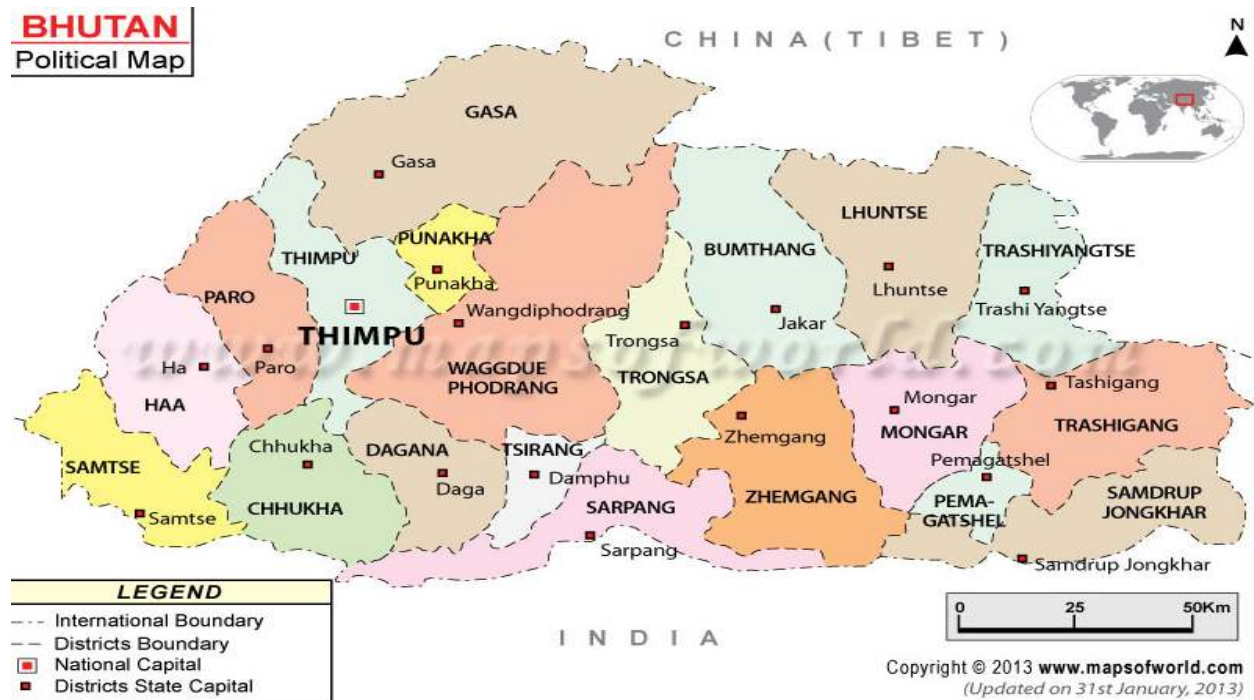 BHUTAN
Political Map
CHINA (TIBET)
N
GASA
Gasa
PUNAKHA
Punakha
THIMPU
THIMPU
PARO
Paro
Ha
HAA
SAMTSE
Samtse
Chhukha
CHHUKHA
DAGANA
Daga
Wangdiphodrang
WAGGDUE
PHODRANG
TSIRANG
Damphu
SARPANG
Sarpang
Trongsa
TRONGSA
BUMTHANG
Jakar
Zhemgang
ZHEMGANG
LHUNTSE
Lhuntse
TRASHIYANGTSE
Trashi Yangtse
Mongar
MONGAR
Tashigang
TRASHIGANG
Pemagatshel
PEMA-
GATSHEL
SAMDRUP
JONGKHAR
Samdrup Jongkhar
www.mapsofworld.com
LEGEND
International Boundary
Districts Boundary
National Capital
Districts State Capital
INDIA
0 25 50Km
Copyright © 2013 www.mapsofworld.com
(Updated on 31st January, 2013)